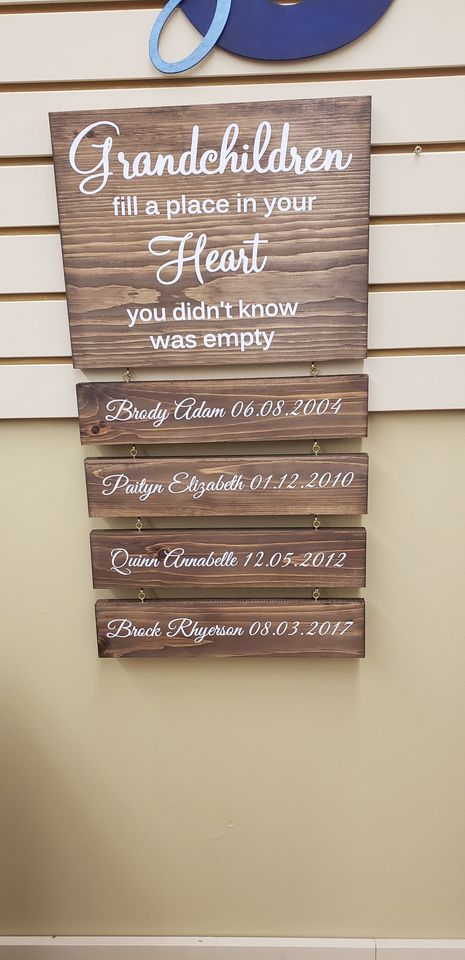 Grandchildren
fill a place in your
Heart
you didn't know
was empty
Brody Adam 06.08.2004
Paityn Elizabeth 01.12.2010
Quinn Annabelle 12.05.2012
Brock Rhyerson 08.03.2017